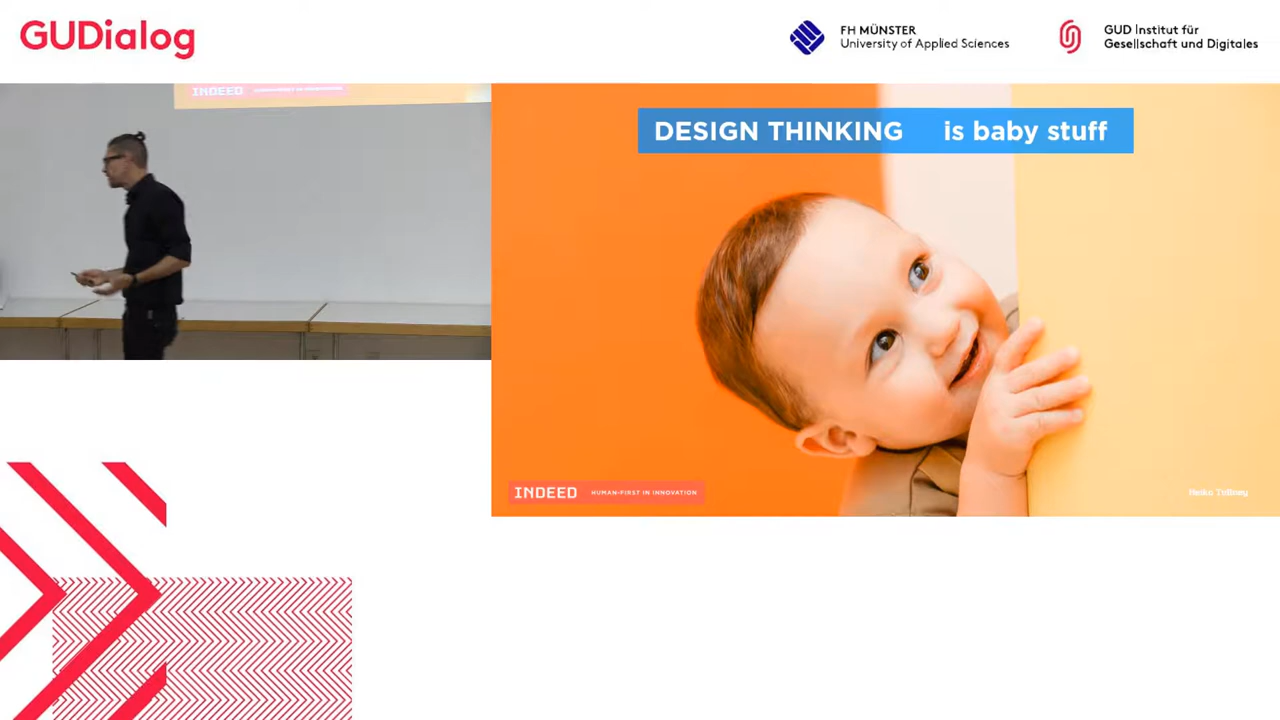 GUDialog
FH MÜNSTER
University of Applied Sciences
GUD Institut für
Gesellschaft und Digitales
INDEED
DESIGN THINKING is baby stuff
INDEED HUMAN-FIRST IN INNOVATION